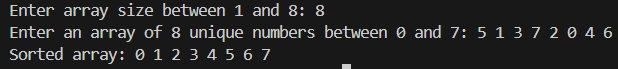 Enter array size between 1 and 8: 8
Enter an array of 8 unique numbers between 0 and 7: 5 1 3 7 2 0 4 6
Sorted array: 0 1 2 3 4 5 6 7